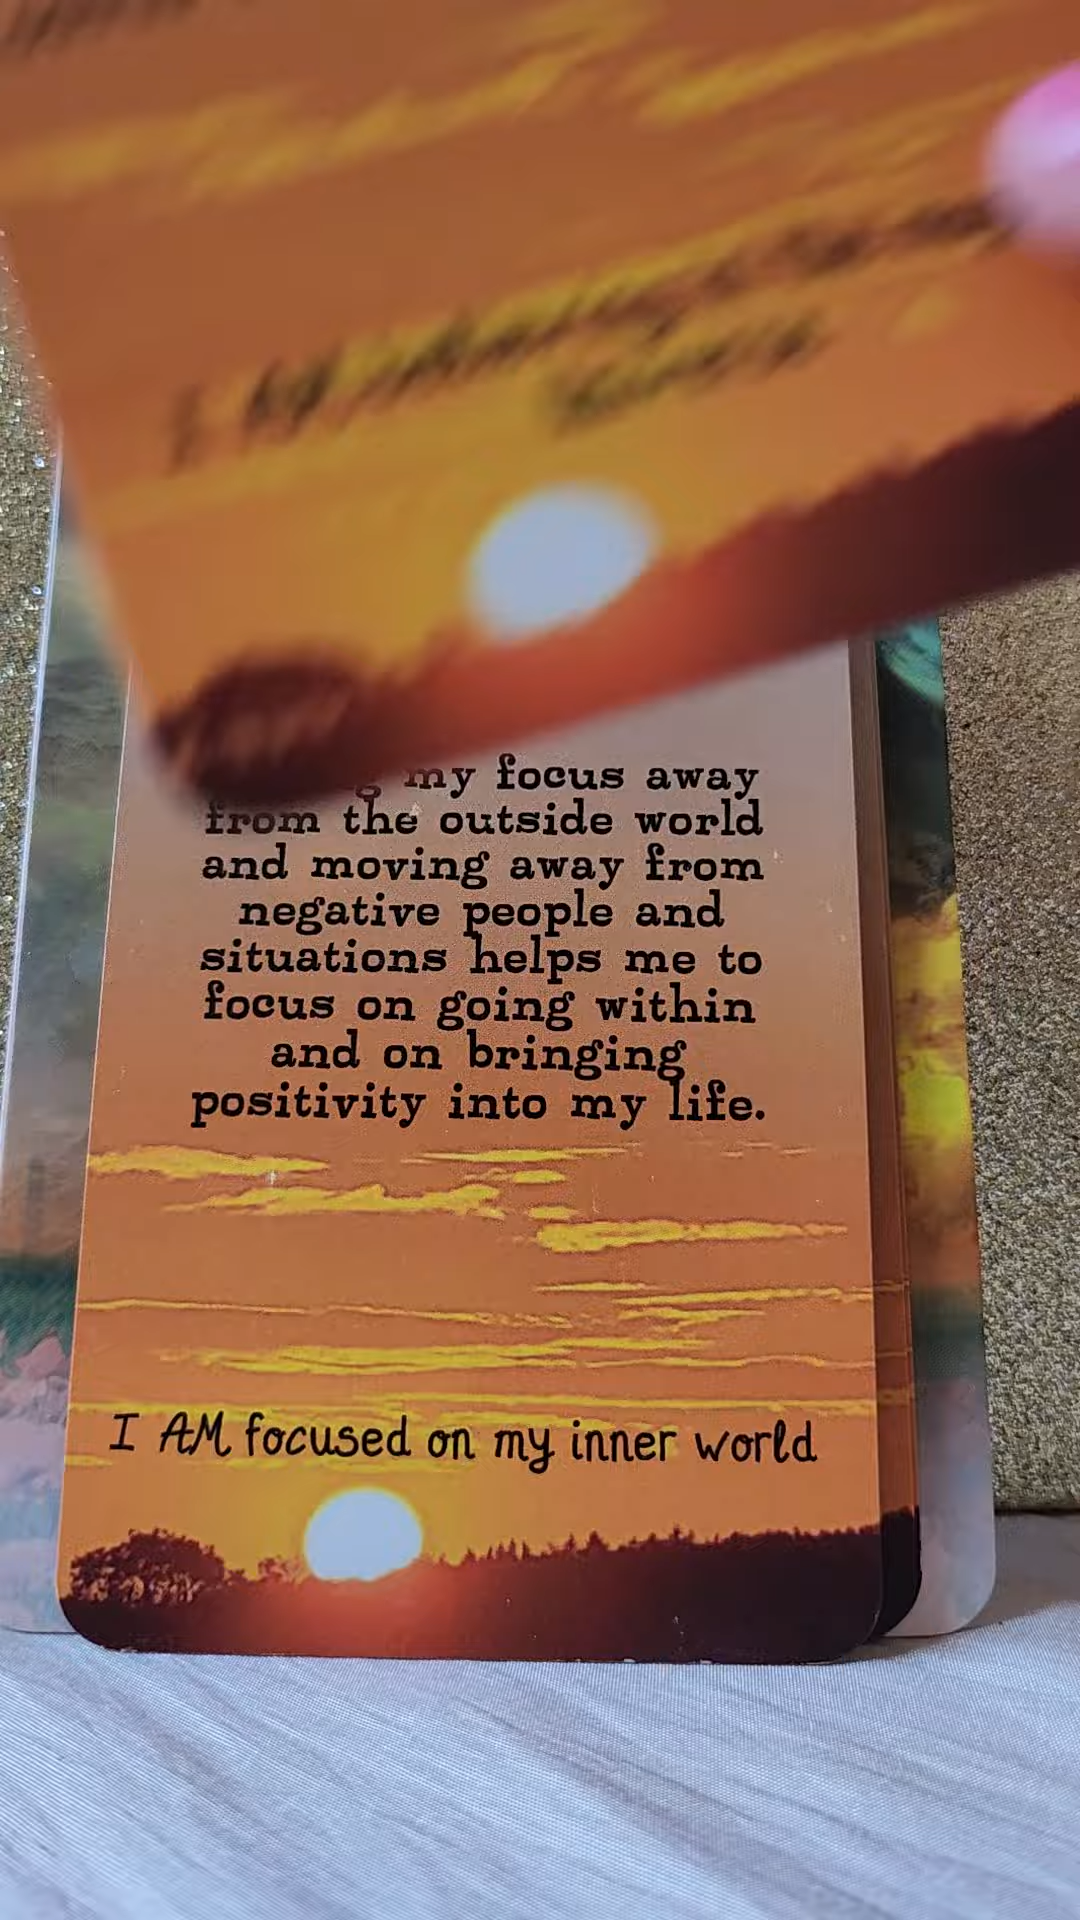 my focus away
from the outside world
and moving away from
negative people and
situations helps me to
focus on going within
and on bringing
positivity into my life.
I AM focused on my inner world